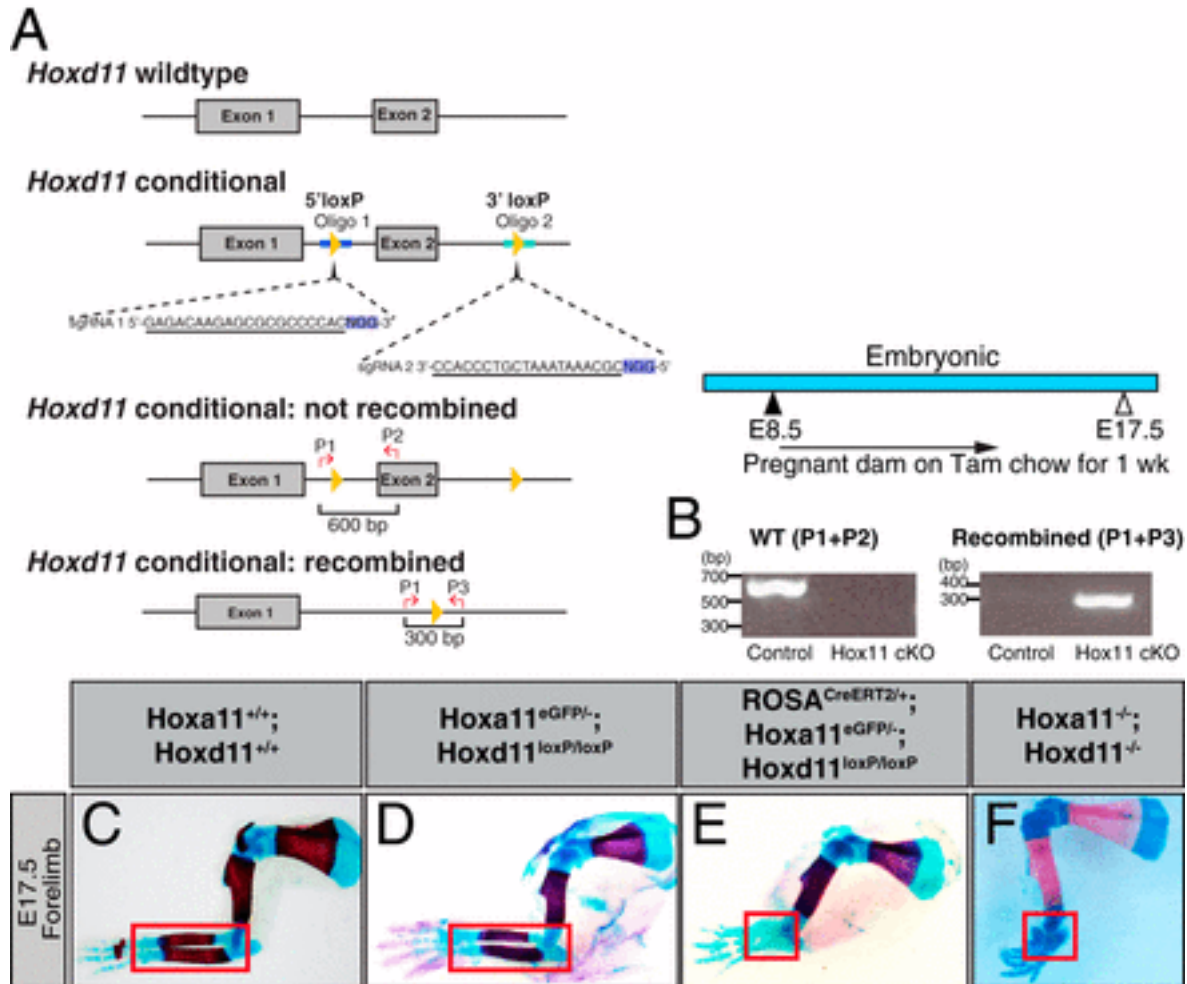 A
Hoxd11 wildtype
Exon 1
Exon 2
Hoxd11 conditional
5'loxP
3' loxP
Oligo 1
Oligo 2
Exon 1
Exon 2
sgRNA 1 5'-GAGACAAGAGCGCGCCCCACNGG-3'
sgRNA 2 3'-CCACCCTGCTAAATAAACGCNGG-5'
Hoxd11 conditional: not recombined
P1
P2
Exon 1
Exon 2
600 bp
Hoxd11 conditional: recombined
P1
P3
Exon 1
300 bp
Embryonic
E8.5
E17.5
Pregnant dam on Tam chow for 1 wk
B
WT (P1+P2)
Recombined (P1+P3)
(bp)
700
500
300
(bp)
400
300
Control Hox11 cKO
Control Hox11 cKO
Hoxa11+/+;
Hoxd11+/+
Hoxa11eGFP/-;
Hoxd11loxP/loxP
ROSACreERT2/+;
Hoxa11eGFP/-;
Hoxd11loxP/loxP
Hoxa11-/-;
Hoxd11-/-
E17.5
Forelimb
C
D
E
F